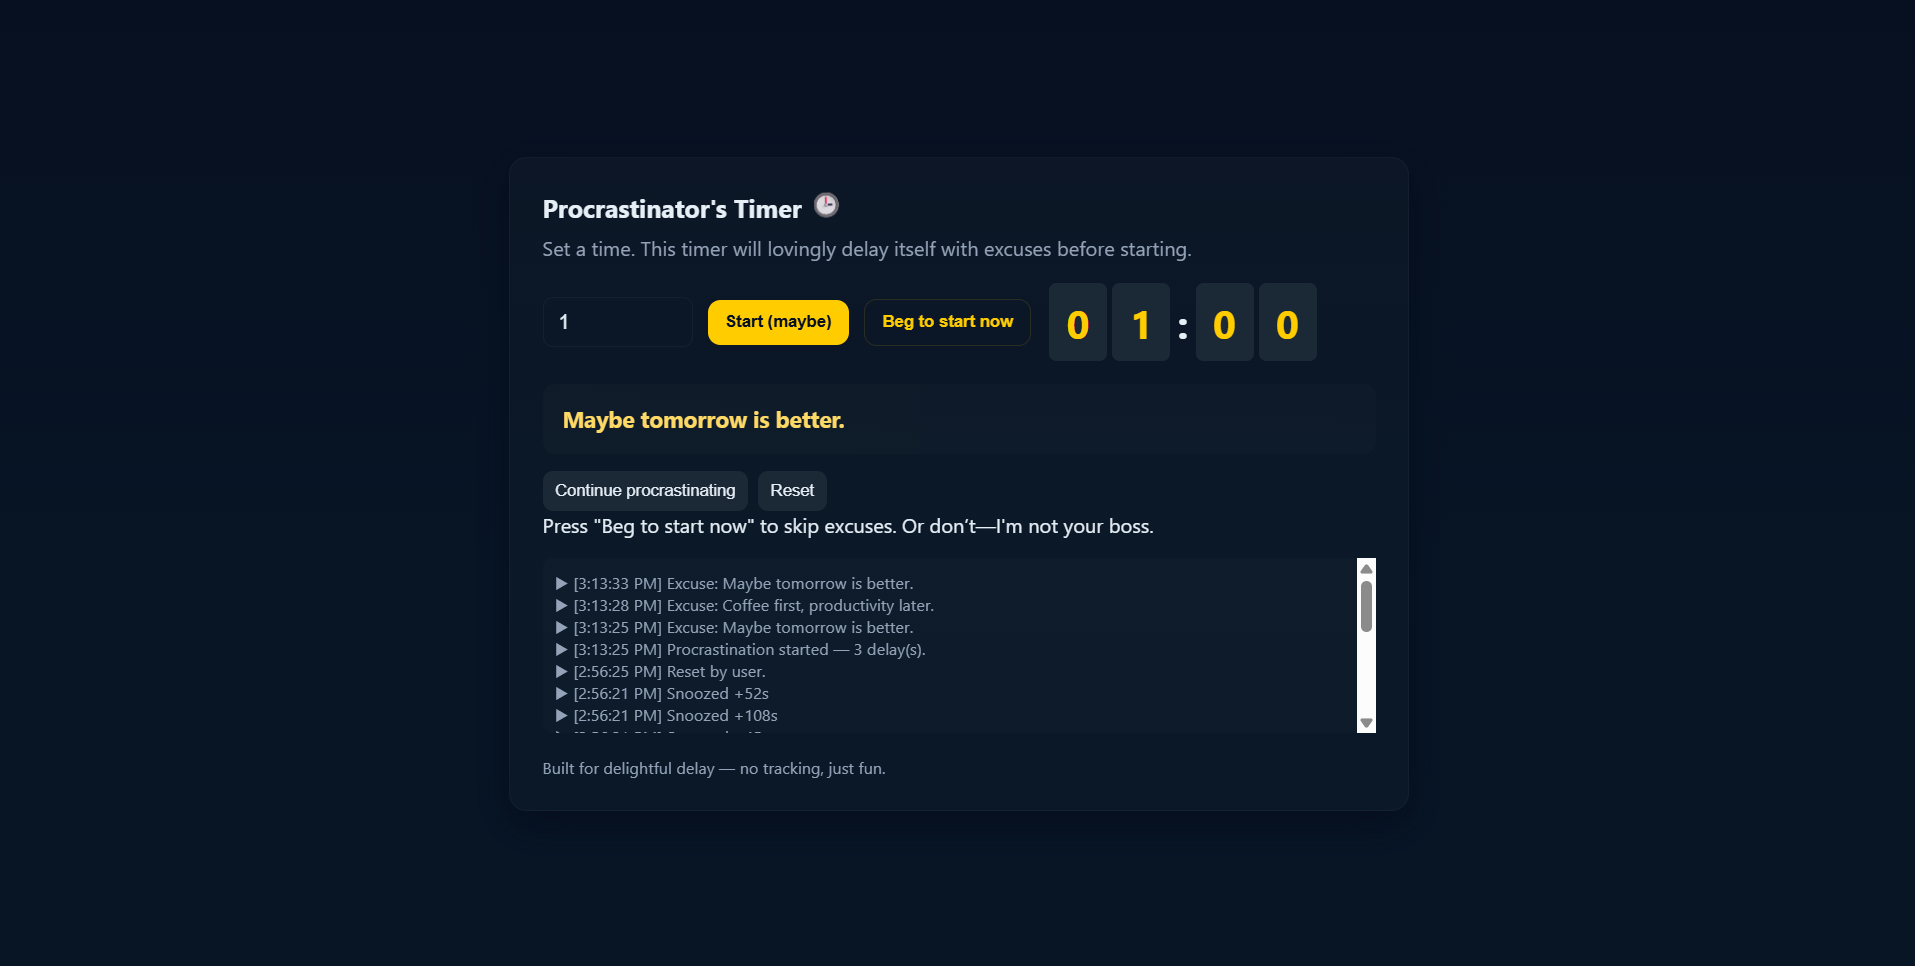 Procrastinator's Timer
Set a time. This timer will lovingly delay itself with excuses before starting.
1 Start (maybe) Beg to start now 0 1 : 0 0
Maybe tomorrow is better.
Continue procrastinating Reset
Press "Beg to start now" to skip excuses. Or don’t—I'm not your boss.
▶ [3:13:33 PM] Excuse: Maybe tomorrow is better.
▶ [3:13:28 PM] Excuse: Coffee first, productivity later.
▶ [3:13:25 PM] Excuse: Maybe tomorrow is better.
▶ [3:13:25 PM] Procrastination started — 3 delay(s).
▶ [2:56:25 PM] Reset by user.
▶ [2:56:21 PM] Snoozed +52s
▶ [2:56:21 PM] Snoozed +108s
Built for delightful delay — no tracking, just fun.